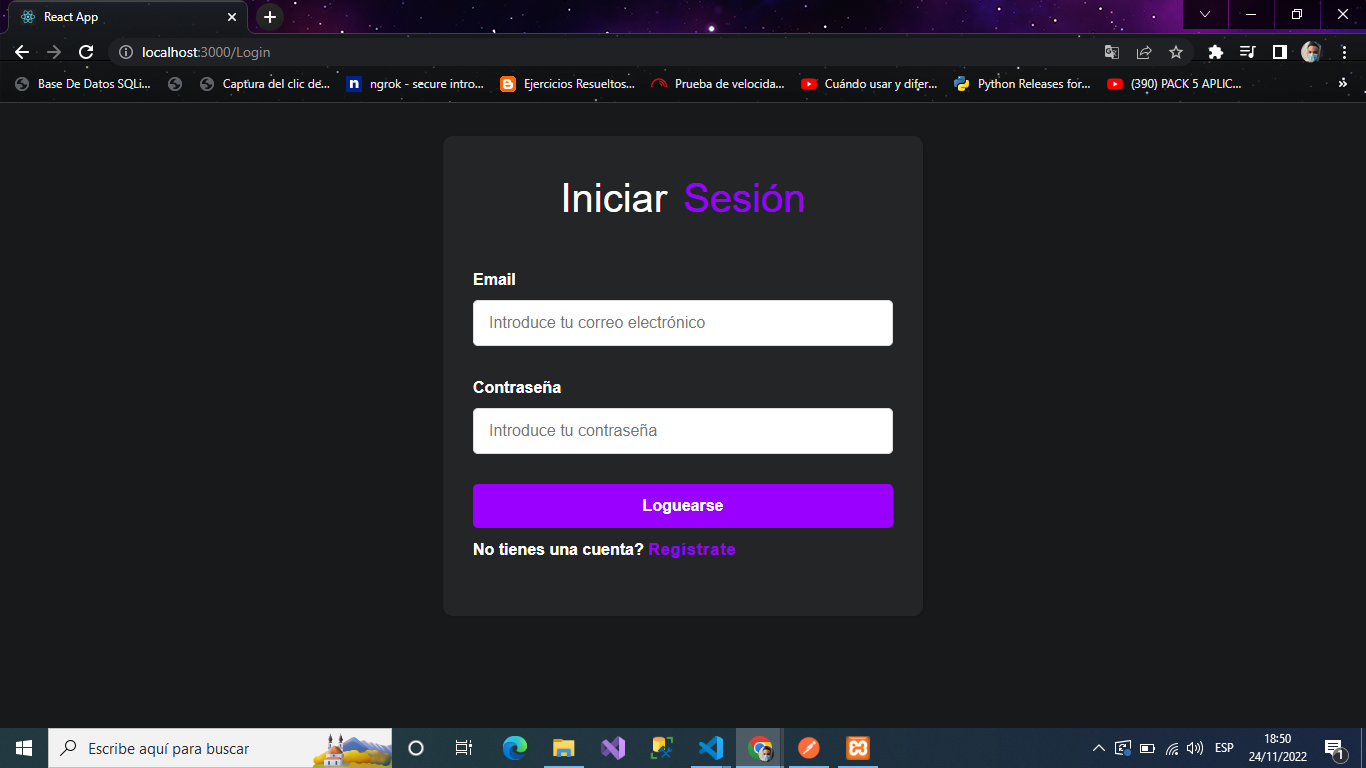 React App
localhost:3000/Login
Base De Datos SQLi...
Captura del clic de...
n ngrok - secure intro...
Ejercicios Resueltos...
Prueba de velocida...
Cuándo usar y difer...
Python Releases for...
(390) PACK 5 APLIC...
»
Iniciar Sesión
Email
Introduce tu correo electrónico
Contraseña
Introduce tu contraseña
Loguearse
No tienes una cuenta? Registrate
Escribe aquí para buscar
ESP
18:50
24/11/2022
1